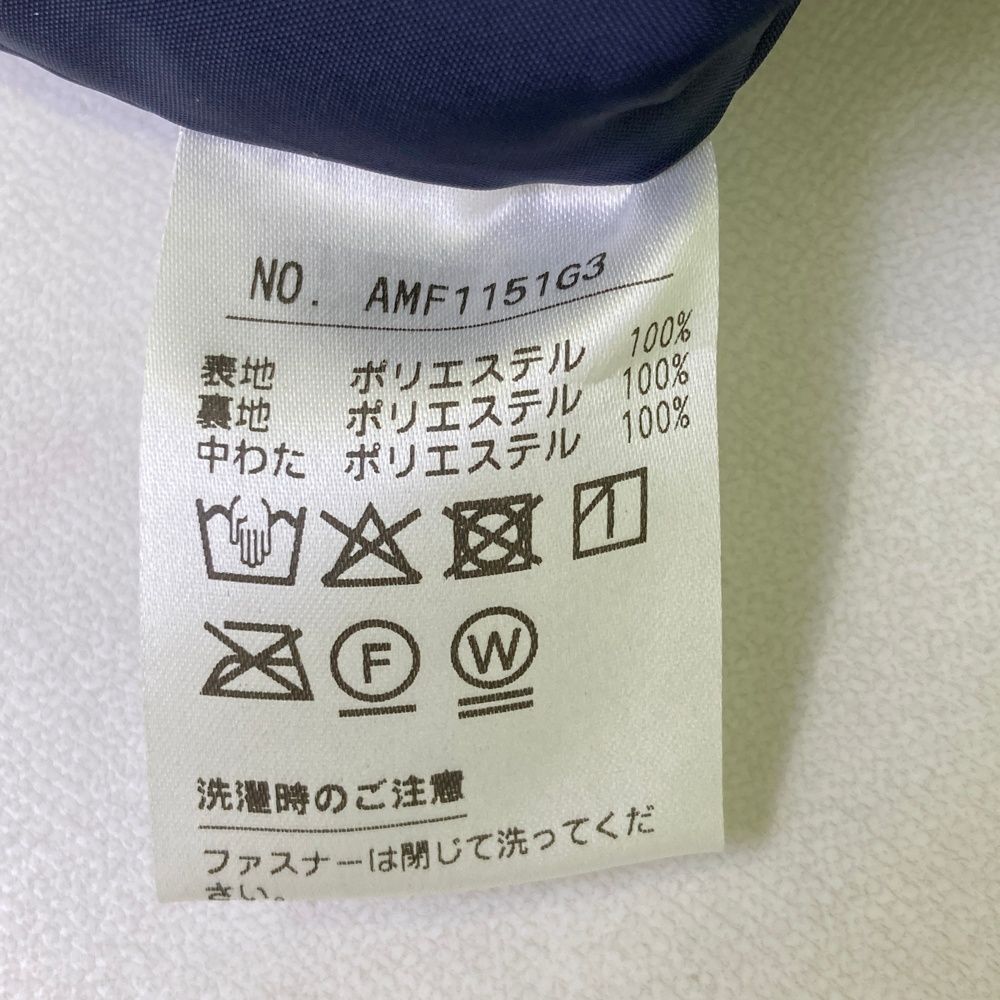 NO. AMF1151G3
表地 ポリエステル 100%
裏地 ポリエステル 100%
中わた ポリエステル 100%
F W
洗濯時のご注意
ファスナーは閉じて洗ってくだ
さい。